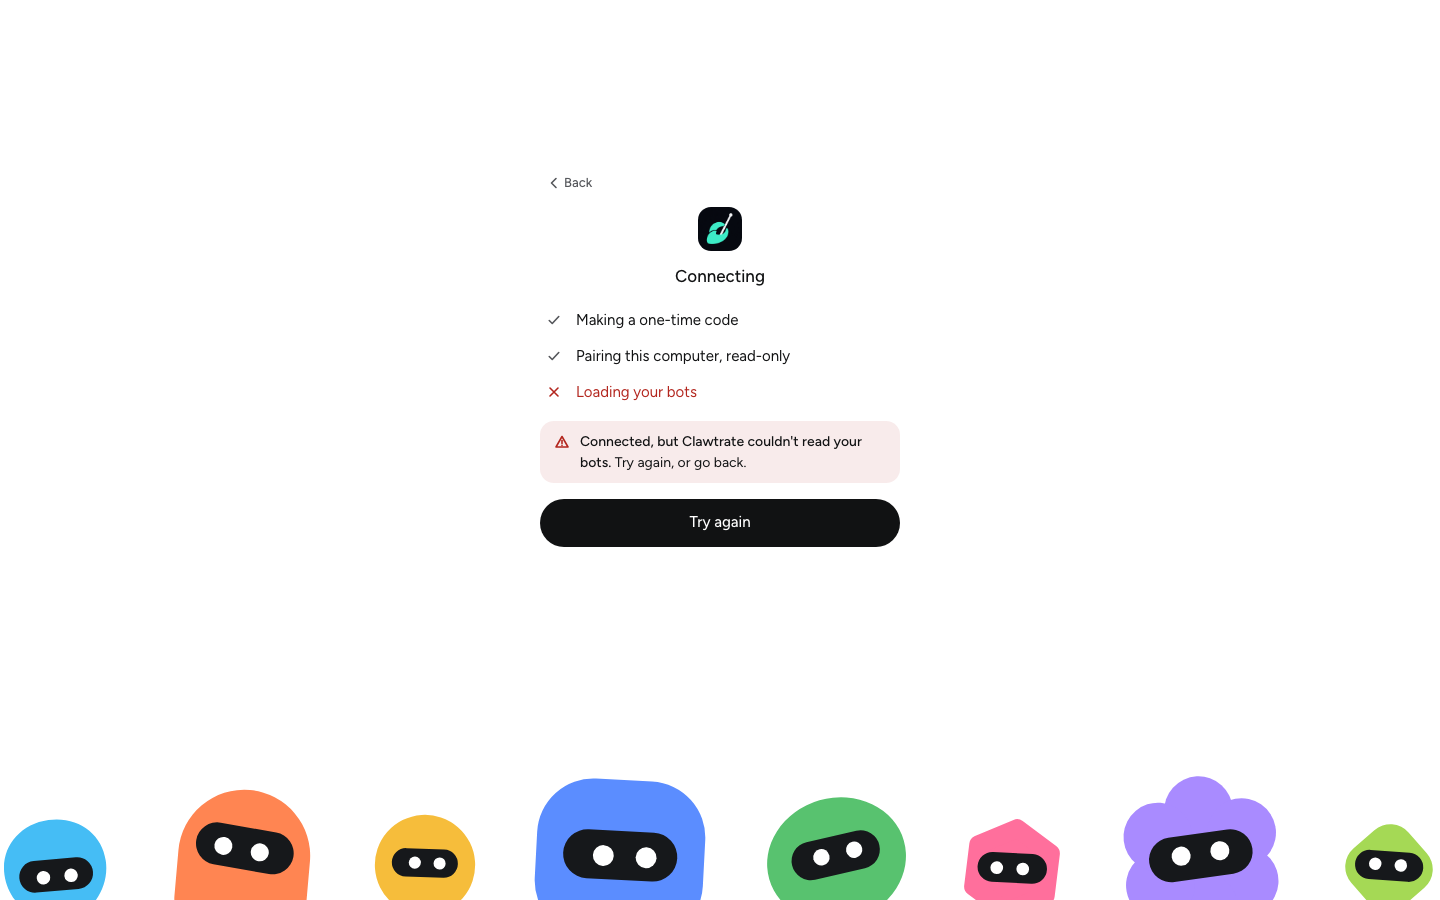 Back
Connecting
Making a one-time code
Pairing this computer, read-only
Loading your bots
Connected, but Clawtrate couldn't read your
bots. Try again, or go back.
Try again